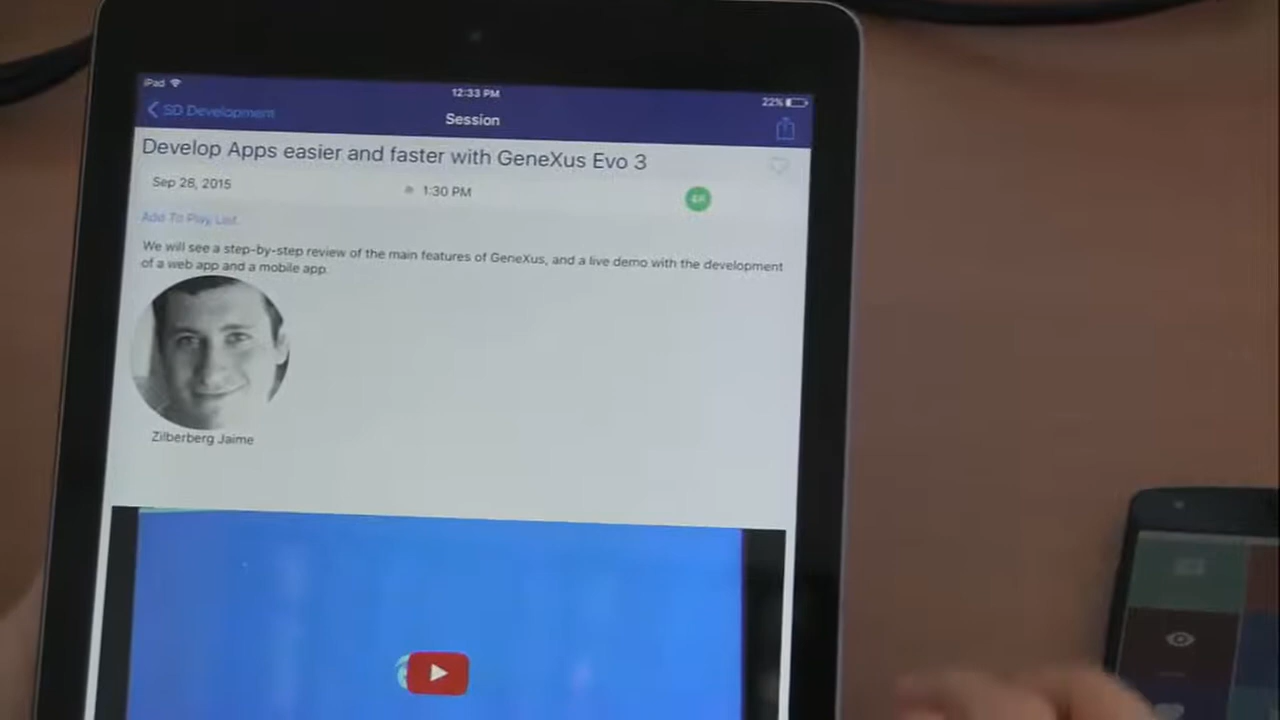 iPad
12:33 PM
22%
SD Development
Session
Develop Apps easier and faster with GeneXus Evo 3
Sep 28, 2015
1:30 PM
Add To Play List
We will see a step-by-step review of the main features of GeneXus, and a live demo with the development
of a web app and a mobile app.
Zilberberg Jaime